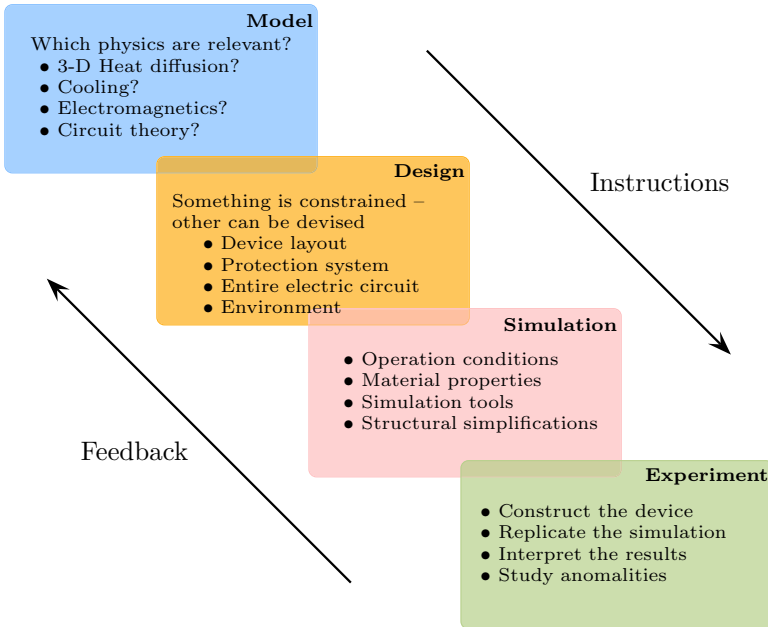 Model
Which physics are relevant?
• 3-D Heat diffusion?
• Cooling?
• Electromagnetics?
• Circuit theory?
Design
Something is constrained –
other can be devised
• Device layout
• Protection system
• Entire electric circuit
• Environment
Instructions
Simulation
• Operation conditions
• Material properties
• Simulation tools
• Structural simplifications
Feedback
Experiment
• Construct the device
• Replicate the simulation
• Interpret the results
• Study anomalities